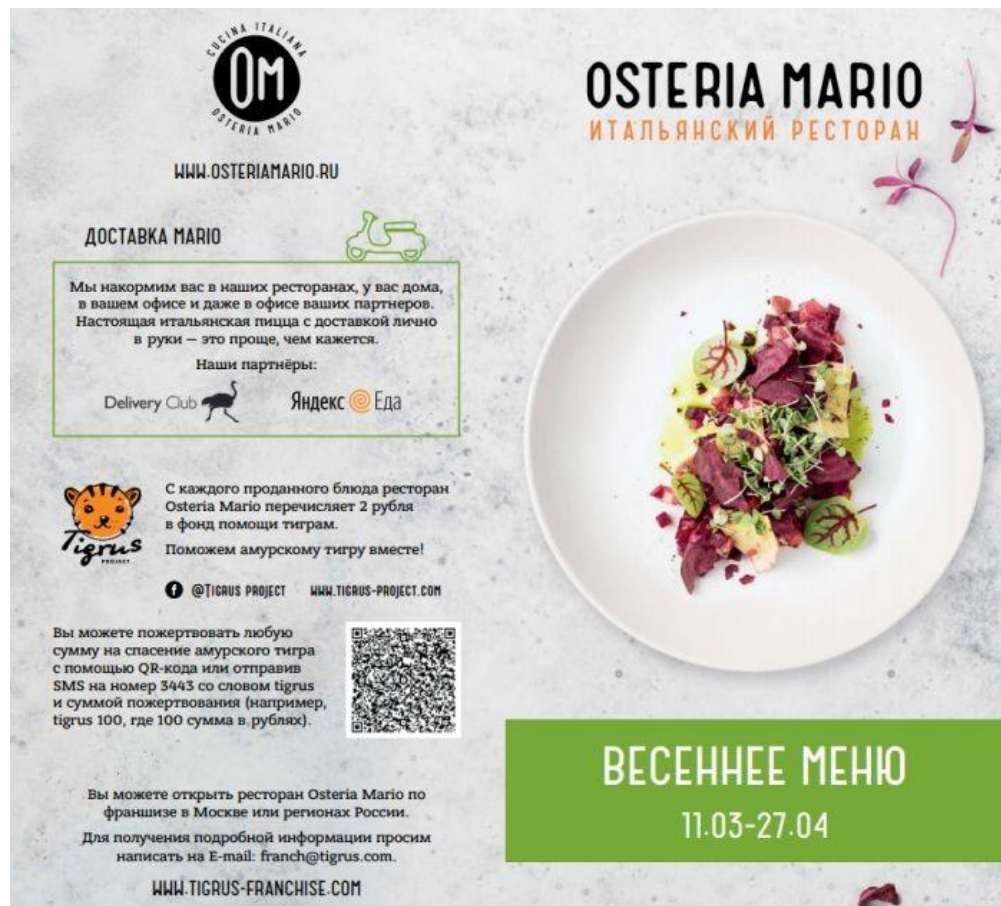 CUCINA ITALIANA
OM
OSTERIA MARIO
WWW.OSTERIAMARIO.RU
ДОСТАВКА MARIO
Мы накормим вас в наших ресторанах, у вас дома,
в вашем офисе и даже в офисе ваших партнеров.
Настоящая итальянская пицца с доставкой лично
в руки — это проще, чем кажется.
Наши партнёры:
Delivery Club
Яндекс Еда
Tigrus
PROJECT
С каждого проданного блюда ресторан
Osteria Mario перечисляет 2 рубля
в фонд помощи тиграм.
Поможем амурскому тигру вместе!
@TIGRUS PROJECT WWW.TIGRUS-PROJECT.COM
Вы можете пожертвовать любую
сумму на спасение амурского тигра
с помощью QR-кода или отправив
SMS на номер 3443 со словом tigrus
и суммой пожертвования (например,
tigrus 100, где 100 сумма в рублях).
Вы можете открыть ресторан Osteria Mario по
франшизе в Москве или регионах России.
Для получения подробной информации просим
написать на E-mail: franch@tigrus.com.
WWW.TIGRUS-FRANCHISE.COM
OSTERIA MARIO
ИТАЛЬЯНСКИЙ РЕСТОРАН
ВЕСЕННЕЕ МЕНЮ
11.03-27.04